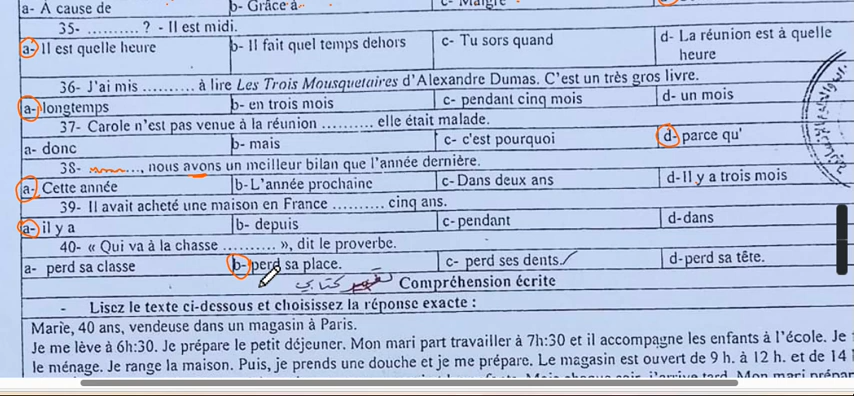 a- À cause de b- Grâce à c- Malgré
35- .......... ? - Il est midi.
a- Il est quelle heure b- Il fait quel temps dehors c- Tu sors quand d- La réunion est à quelle heure
36- J'ai mis .......... à lire Les Trois Mousquetaires d'Alexandre Dumas. C'est un très gros livre.
a- longtemps b- en trois mois c- pendant cinq mois d- un mois
37- Carole n'est pas venue à la réunion .......... elle était malade.
a- donc b- mais c- c'est pourquoi d- parce qu'
38- .........., nous avons un meilleur bilan que l'année dernière.
a- Cette année b- L'année prochaine c- Dans deux ans d- Il y a trois mois
39- Il avait acheté une maison en France .......... cinq ans.
a- il y a b- depuis c- pendant d- dans
40- « Qui va à la chasse .......... », dit le proverbe.
a- perd sa classe b- perd sa place. c- perd ses dents. d- perd sa tête.
Compréhension écrite
- Lisez le texte ci-dessous et choisissez la réponse exacte :
Marie, 40 ans, vendeuse dans un magasin à Paris.
Je me lève à 6h:30. Je prépare le petit déjeuner. Mon mari part travailler à 7h:30 et il accompagne les enfants à l'école. Je
le ménage. Je range la maison. Puis, je prends une douche et je me prépare. Le magasin est ouvert de 9 h. à 12 h. et de 14